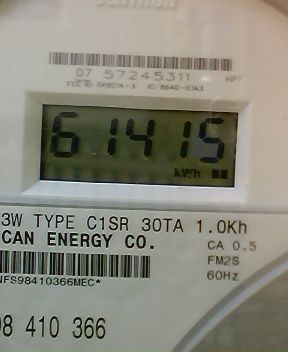 07 57245311
61415
kWh
3W TYPE C1SR 30TA 1.0Kh
CAN ENERGY CO.
CA 0.5
FM2S
60Hz
NFS98410366MEC*
98 410 366